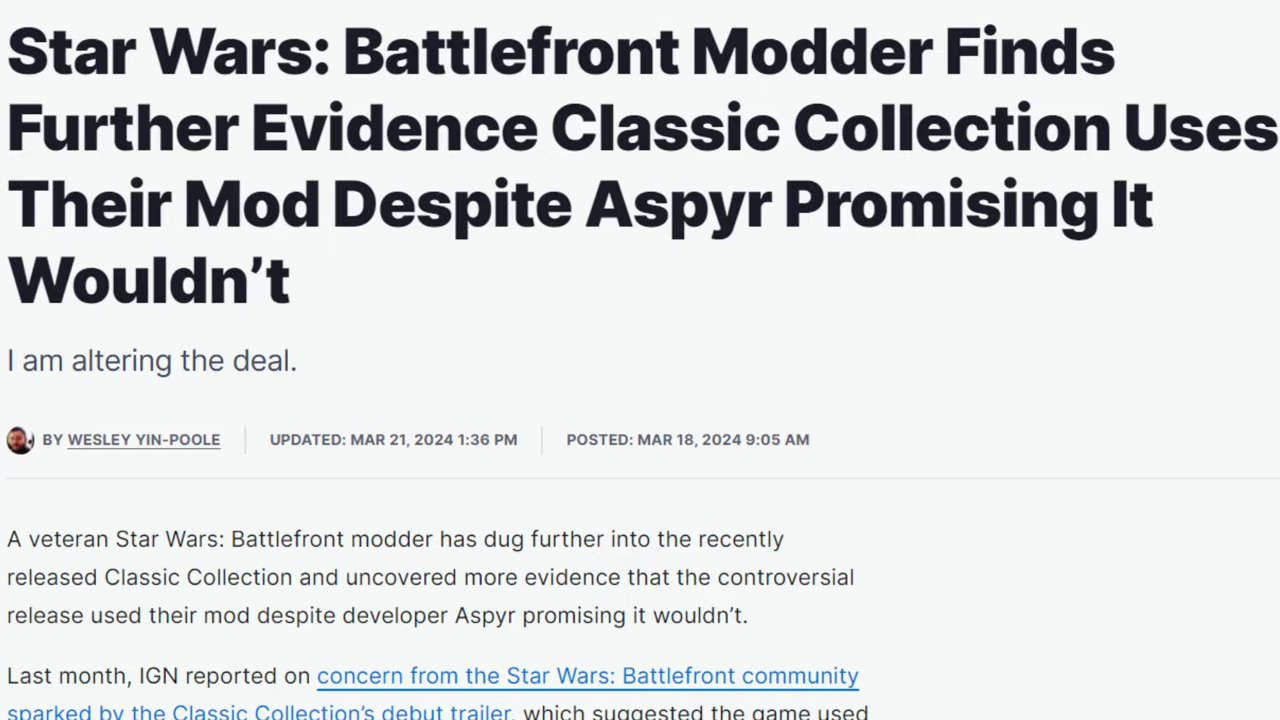 Star Wars: Battlefront Modder Finds
Further Evidence Classic Collection Uses
Their Mod Despite Aspyr Promising It
Wouldn’t
I am altering the deal.
BY WESLEY YIN-POOLE UPDATED: MAR 21, 2024 1:36 PM POSTED: MAR 18, 2024 9:05 AM
A veteran Star Wars: Battlefront modder has dug further into the recently
released Classic Collection and uncovered more evidence that the controversial
release used their mod despite developer Aspyr promising it wouldn’t.
Last month, IGN reported on concern from the Star Wars: Battlefront community
sparked by the Classic Collection’s debut trailer, which suggested the game used